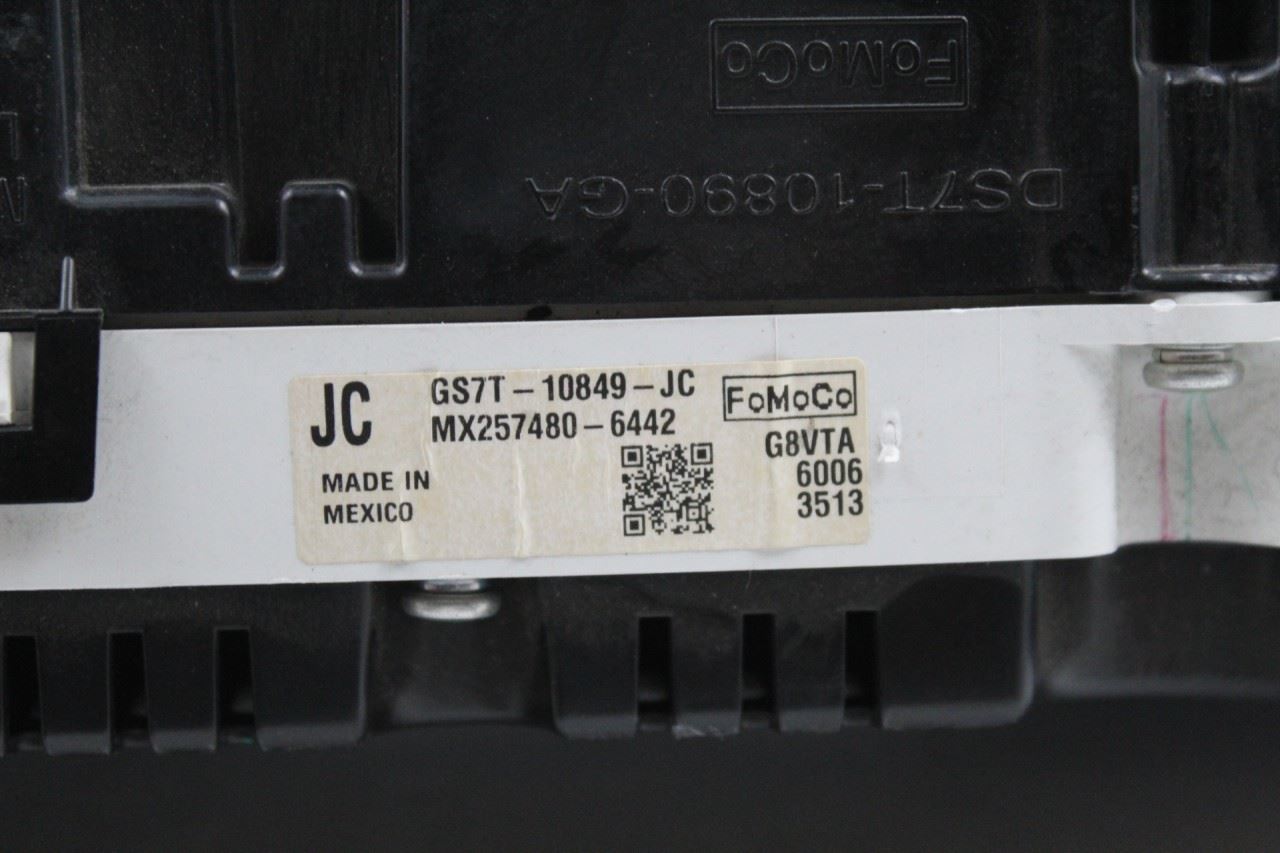 FoMoCo
DS7T-10890-GA
JC
GS7T-10849-JC
MX257480-6442
FoMoCo
G8VTA
6006
3513
MADE IN
MEXICO